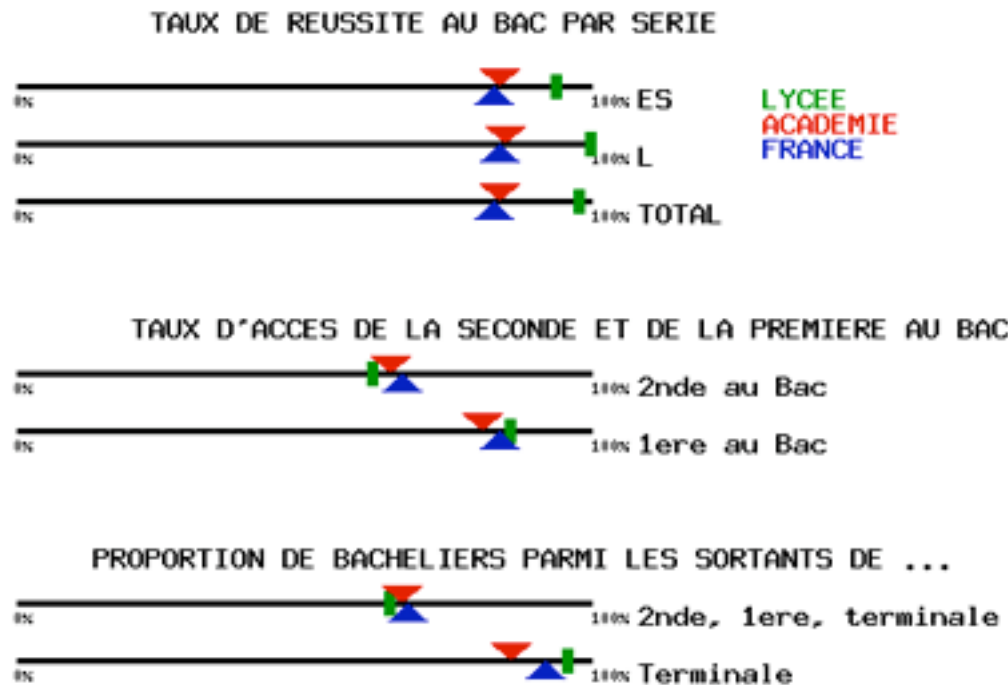 TAUX DE REUSSITE AU BAC PAR SERIE
0% 100% ES
LYCEE
ACADEMIE
FRANCE
0% 100% L
0% 100% TOTAL
TAUX D'ACCES DE LA SECONDE ET DE LA PREMIERE AU BAC
0% 100% 2nde au Bac
0% 100% 1ere au Bac
PROPORTION DE BACHELIERS PARMI LES SORTANTS DE ...
0% 100% 2nde, 1ere, terminale
0% 100% Terminale